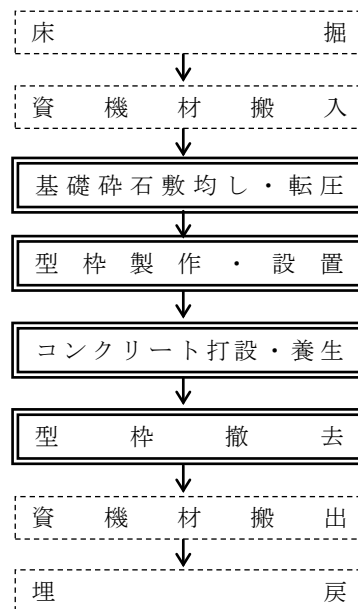 床掘
資機材搬入
基礎砕石敷均し・転圧
型枠製作・設置
コンクリート打設・養生
型枠撤去
資機材搬出
埋戻